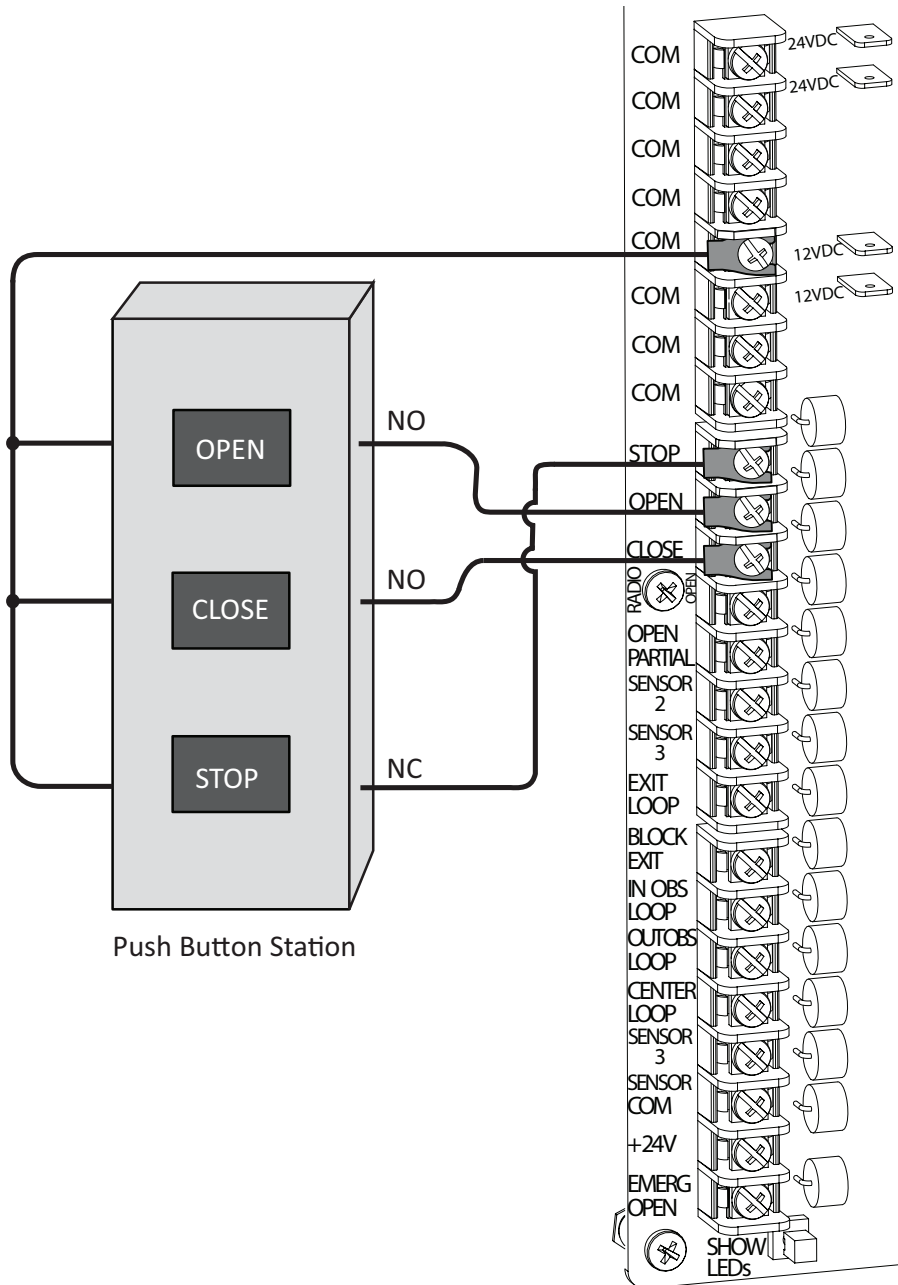 COM
24VDC
24VDC
COM
COM
COM
COM
12VDC
12VDC
COM
COM
COM
OPEN
NO
CLOSE
NO
STOP
NC
Push Button Station
STOP
OPEN
CLOSE
RADIO
OPEN
OPEN
PARTIAL
SENSOR
2
SENSOR
3
EXIT
LOOP
BLOCK
EXIT
IN OBS
LOOP
OUTOBS
LOOP
CENTER
LOOP
SENSOR
3
SENSOR
COM
+24V
EMERG
OPEN
SHOW
LEDs